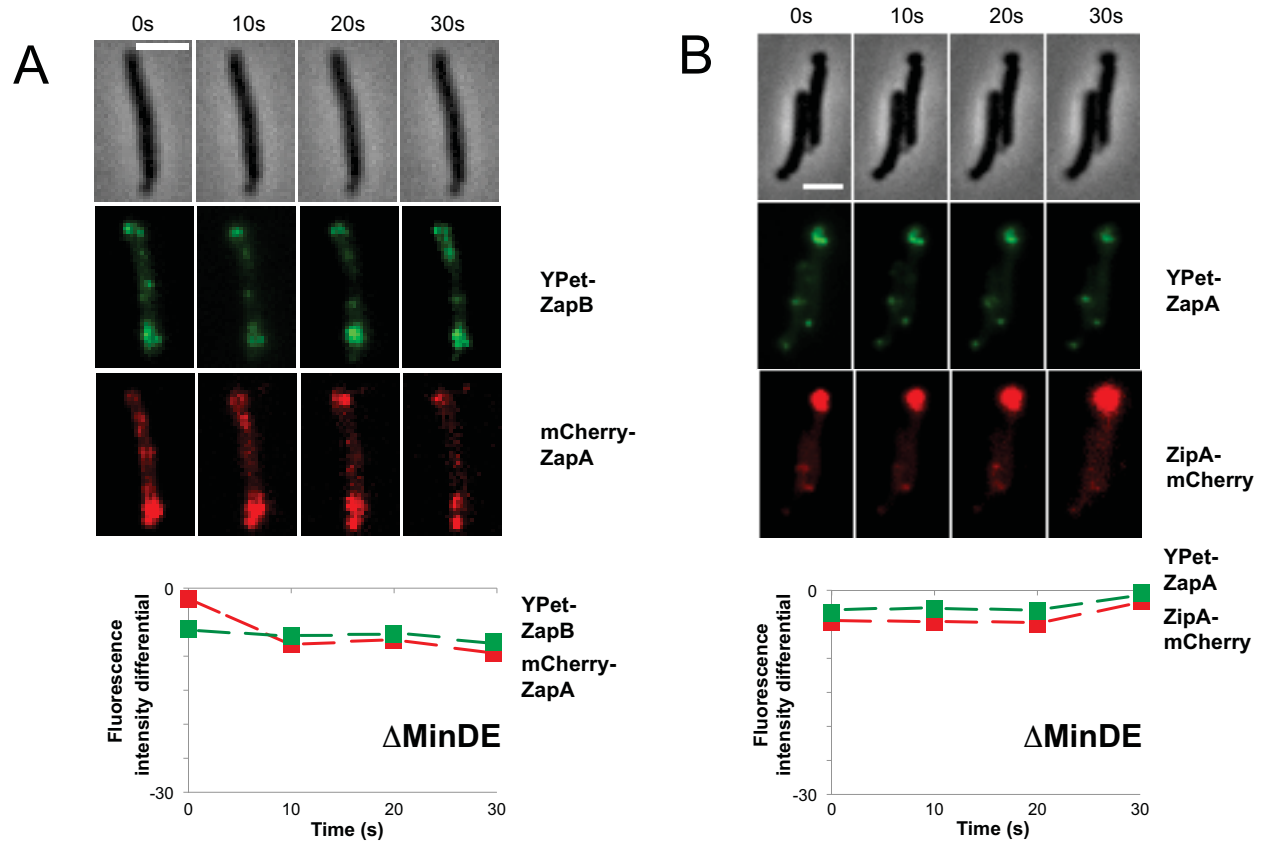 A
0s 10s 20s 30s
YPet-
ZapB
mCherry-
ZapA
0
-30
Fluorescence
intensity differential
0 10 20 30
Time (s)
YPet-
ZapB
mCherry-
ZapA
ΔMinDE
B
0s 10s 20s 30s
YPet-
ZapA
ZipA-
mCherry
0
-30
Fluorescence
intensity differential
0 10 20 30
Time (s)
YPet-
ZapA
ZipA-
mCherry
ΔMinDE